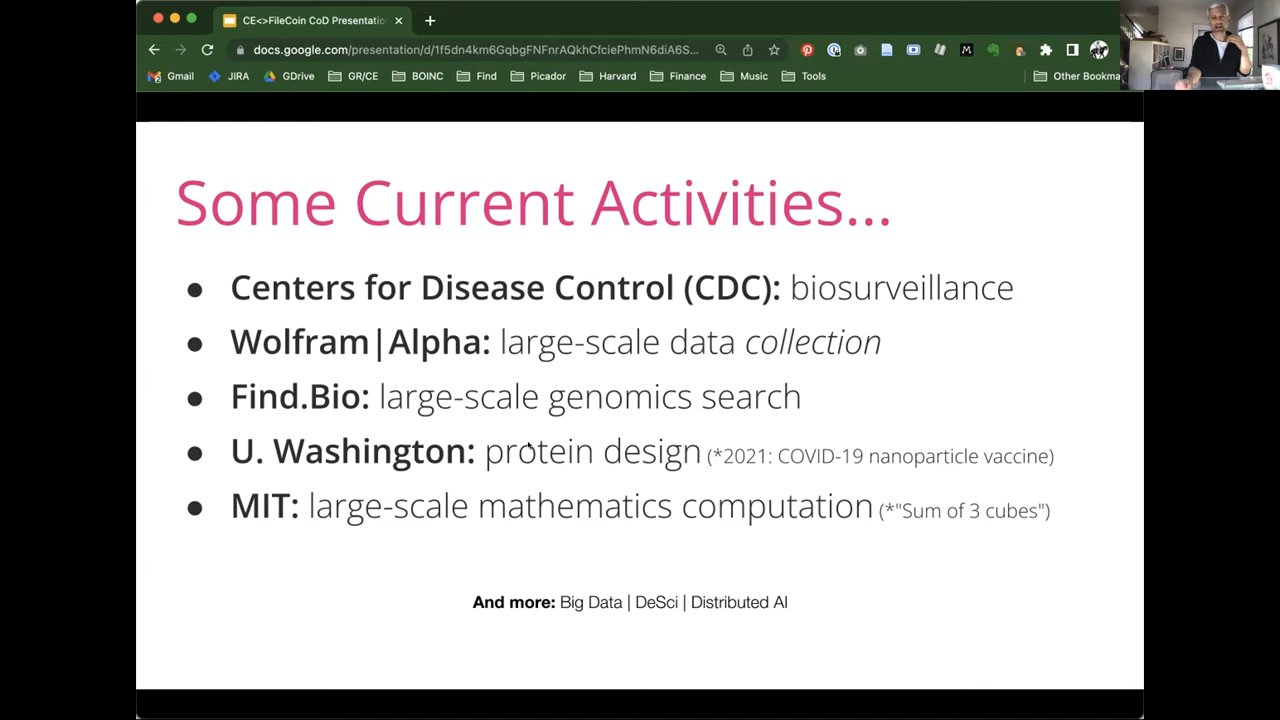 CE<>FileCoin CoD Presentatio
docs.google.com/presentation/d/1f5dn4km6GqbgFNFnrAQkhCfciePhmN6diA6S...
Gmail JIRA GDrive GR/CE BOINC Find Picador Harvard Finance Music Tools Other Bookma
Some Current Activities...
● Centers for Disease Control (CDC): biosurveillance
● Wolfram|Alpha: large-scale data collection
● Find.Bio: large-scale genomics search
● U. Washington: protein design (*2021: COVID-19 nanoparticle vaccine)
● MIT: large-scale mathematics computation (*"Sum of 3 cubes")
And more: Big Data | DeSci | Distributed AI